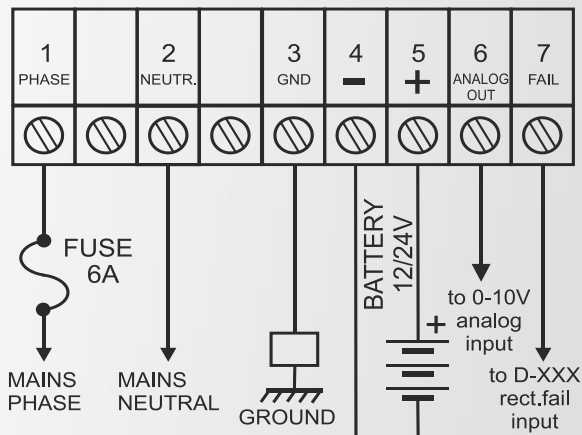 1 2 3 4 5 6 7
PHASE NEUTR. GND - + ANALOG OUT FAIL
FUSE
6A
BATTERY
12/24V
+
to 0-10V
analog
input
MAINS
PHASE
MAINS
NEUTRAL
GROUND
to D-XXX
rect.fail
input